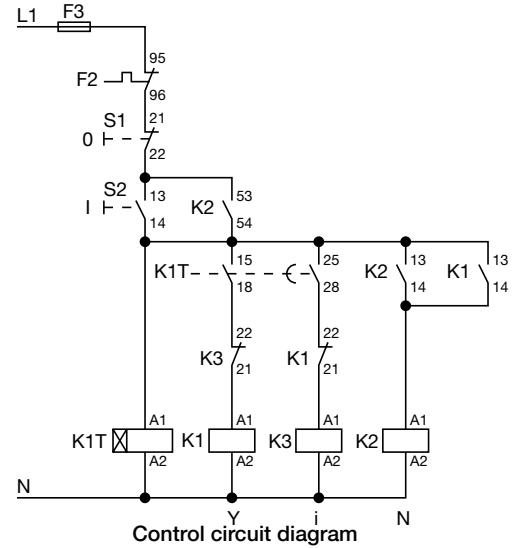 L1 F3
95
F2
96
S1 21
0
22
S2 13 53
I K2
14 54
15 25 13 13
K1T K2 K1
18 28 14 14
22 22
K3 K1
21 21
A1 A1 A1 A1
K1T K1 K3 K2
A2 A2 A2 A2
N
Y i N
Control circuit diagram